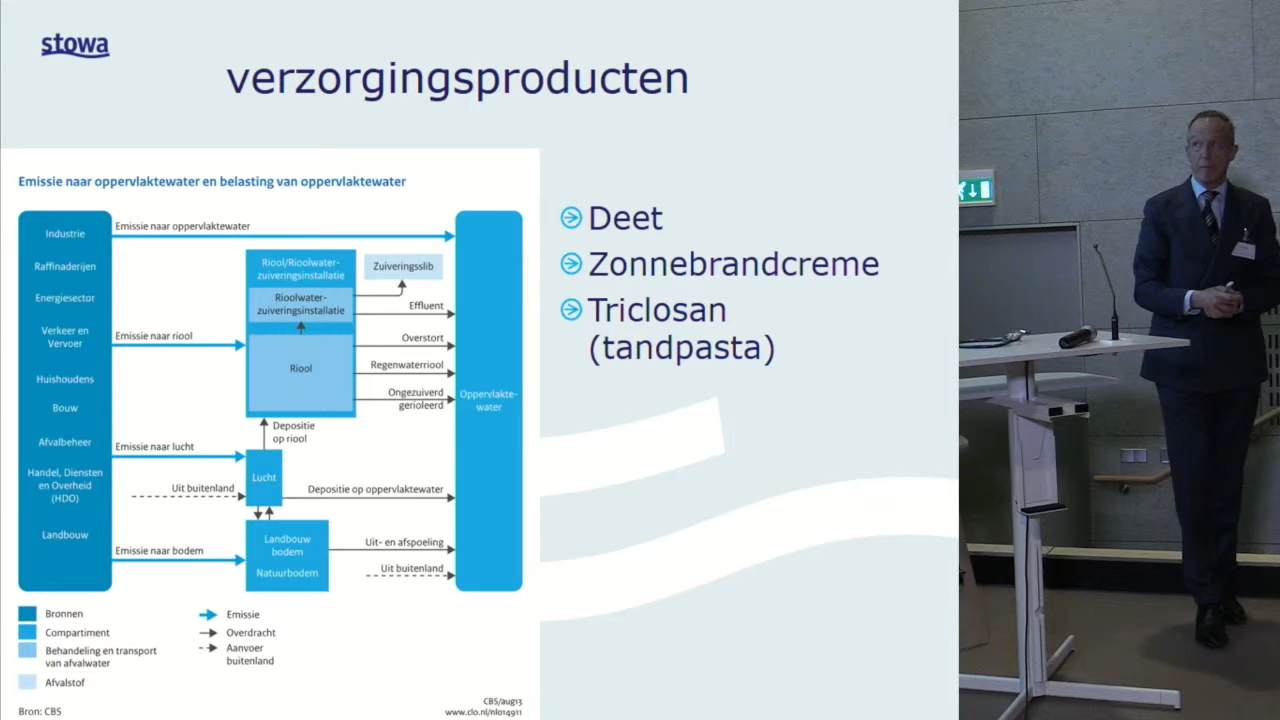 stowa
verzorgingsproducten
Emissie naar oppervlaktewater en belasting van oppervlaktewater
Industrie
Raffinaderijen
Energiesector
Verkeer en
Vervoer
Huishoudens
Bouw
Afvalbeheer
Handel, Diensten
en Overheid
(HDO)
Landbouw
Emissie naar oppervlaktewater
Emissie naar riool
Emissie naar lucht
Uit buitenland
Emissie naar bodem
Riool/Rioolwater-
zuiveringsinstallatie
Rioolwater-
zuiveringsinstallatie
Riool
Zuiveringsslib
Effluent
Overstort
Regenwaterriool
Ongezuiverd
gerioleerd
Depositie
op riool
Lucht
Depositie op oppervlaktewater
Landbouw
bodem
Natuurbodem
Uit- en afspoeling
Uit buitenland
Oppervlakte-
water
Bronnen
Compartiment
Behandeling en transport
van afvalwater
Afvalstof
Emissie
Overdracht
Aanvoer
buitenland
Bron: CBS
CBS/aug13
www.clo.nl/nl014911
Deet
Zonnebrandcreme
Triclosan
(tandpasta)